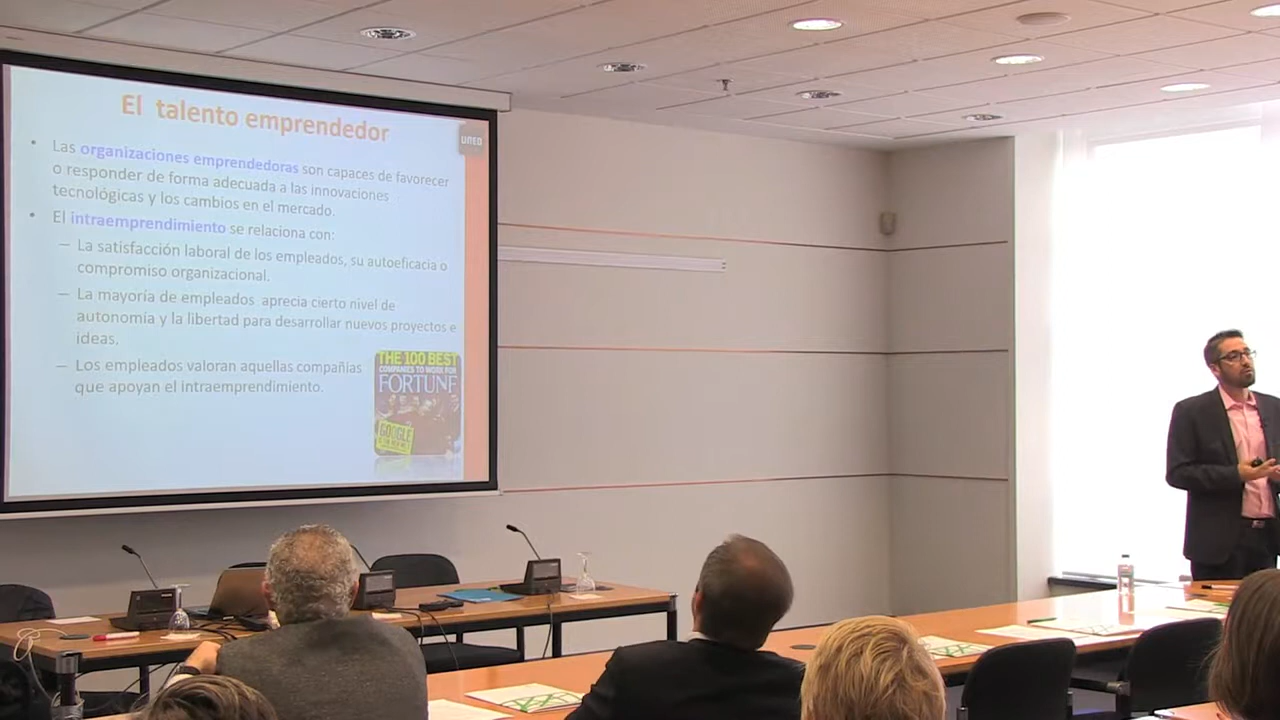 El talento emprendedor
UNED
• Las organizaciones emprendedoras son capaces de favorecer
o responder de forma adecuada a las innovaciones
tecnológicas y los cambios en el mercado.
• El intraemprendimiento se relaciona con:
– La satisfacción laboral de los empleados, su autoeficacia o
compromiso organizacional.
– La mayoría de empleados aprecia cierto nivel de
autonomía y la libertad para desarrollar nuevos proyectos e
ideas.
– Los empleados valoran aquellas compañías
que apoyan el intraemprendimiento.
THE 100 BEST
COMPANIES TO WORK FOR
FORTUNE
GOOGLE